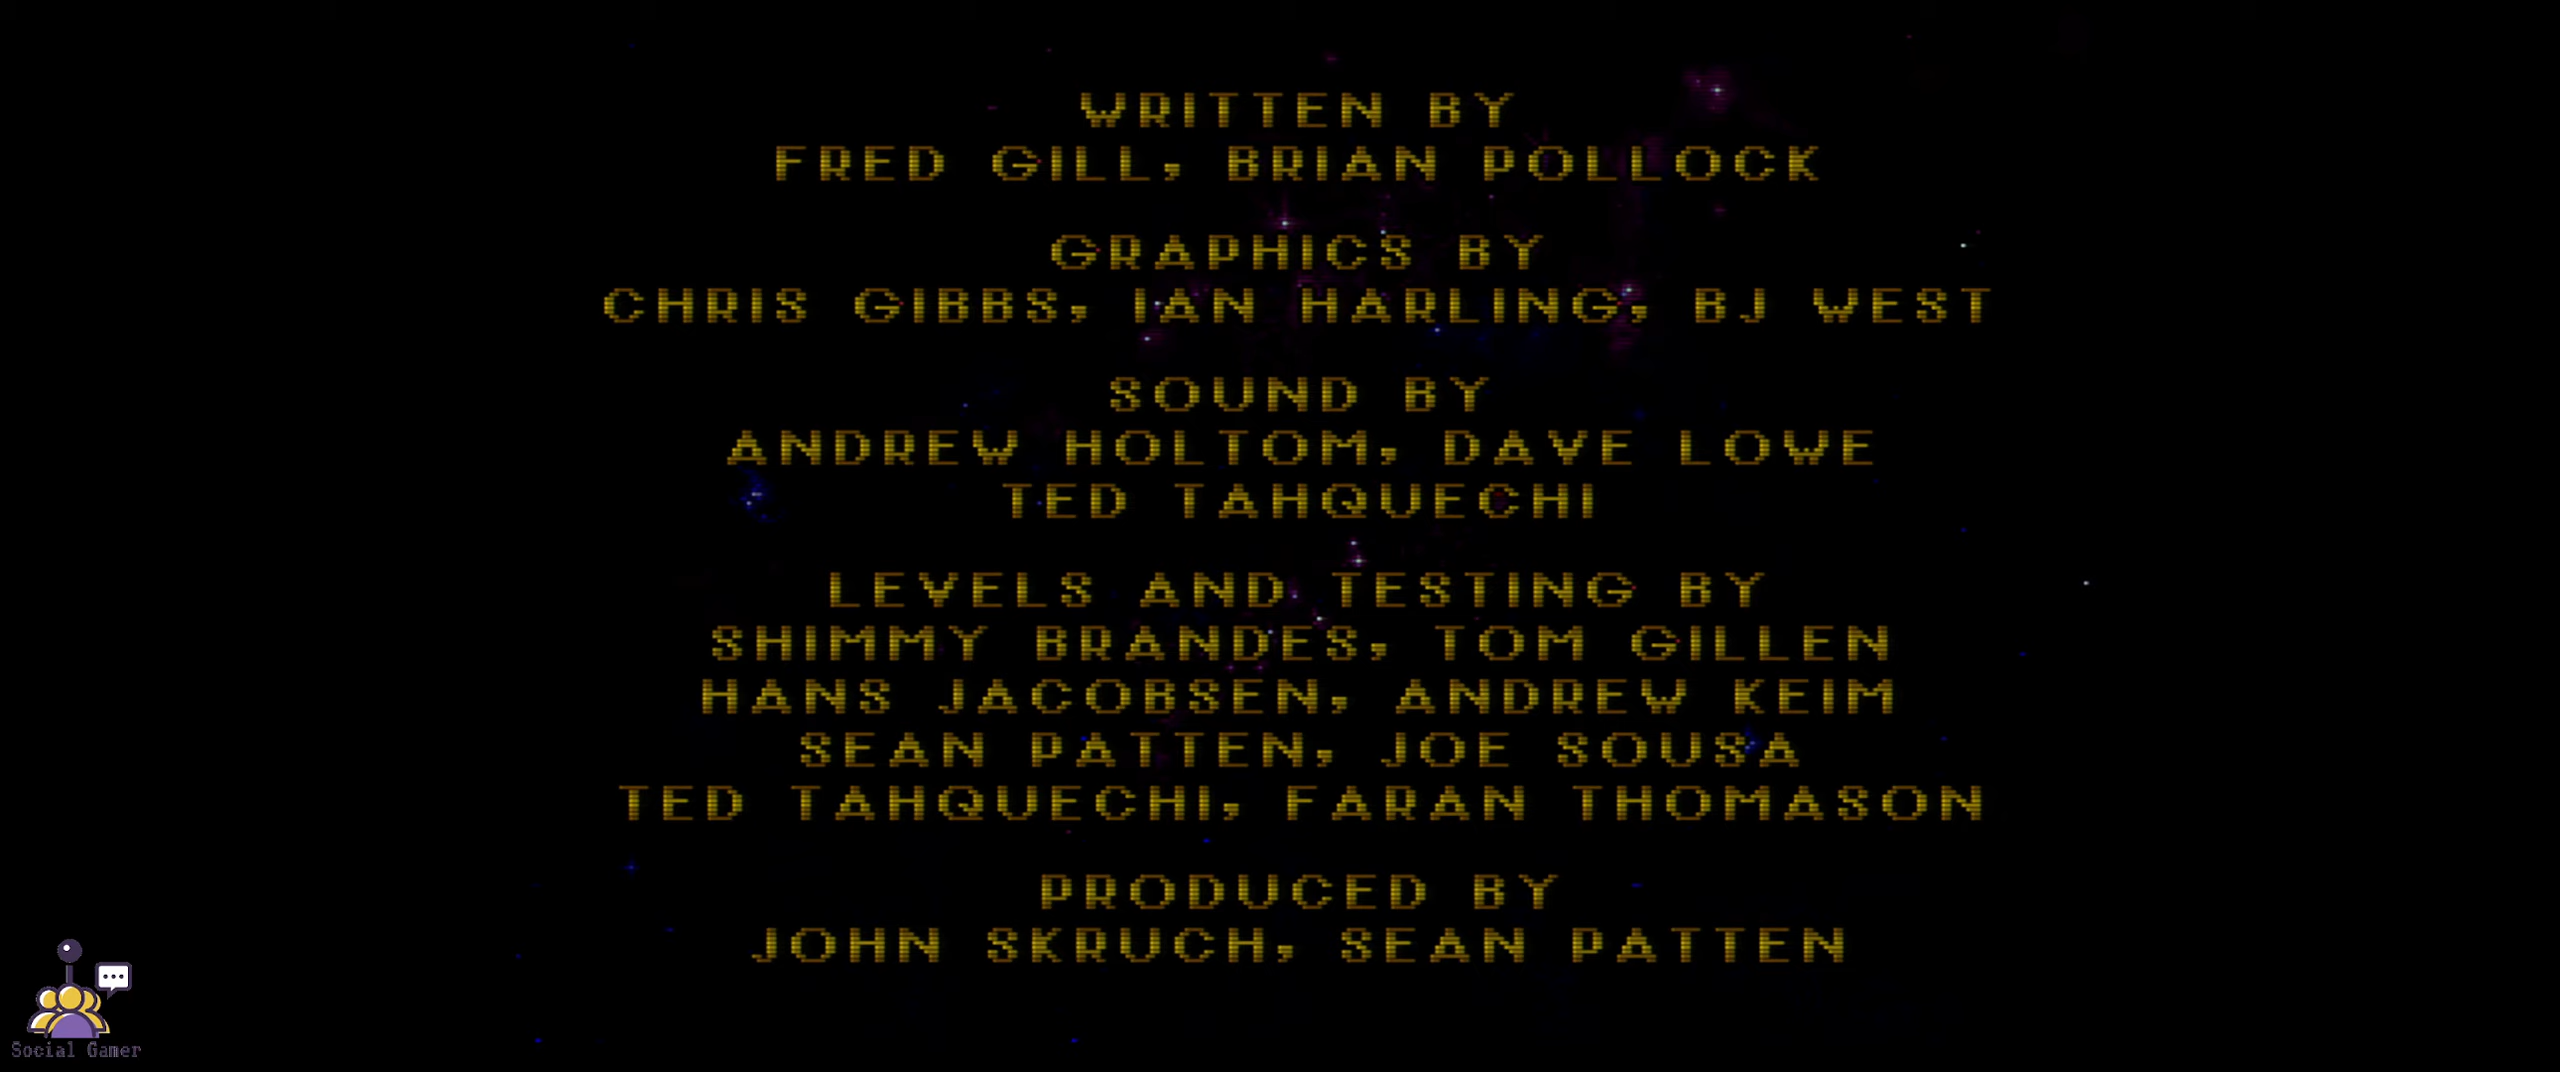 WRITTEN BY
FRED GILL, BRIAN POLLOCK
GRAPHICS BY
CHRIS GIBBS, IAN HARLING, BJ WEST
SOUND BY
ANDREW HOLTOM, DAVE LOWE
TED TAHQUECHI
LEVELS AND TESTING BY
SHIMMY BRANDES, TOM GILLEN
HANS JACOBSEN, ANDREW KEIM
SEAN PATTEN, JOE SOUSA
TED TAHQUECHI, FARAN THOMASON
PRODUCED BY
JOHN SKRUCH, SEAN PATTEN
Social Gamer